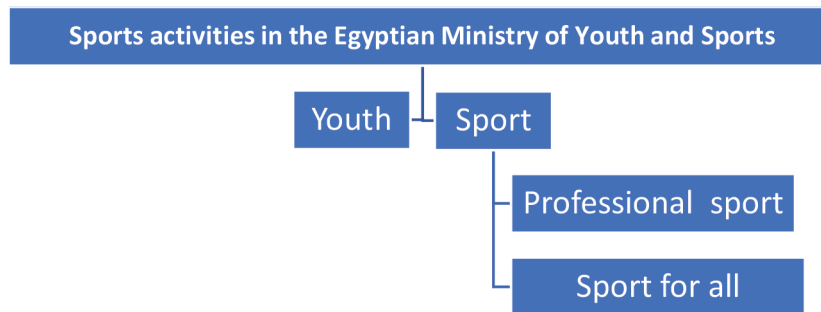 Sports activities in the Egyptian Ministry of Youth and Sports
Youth
Sport
Professional sport
Sport for all